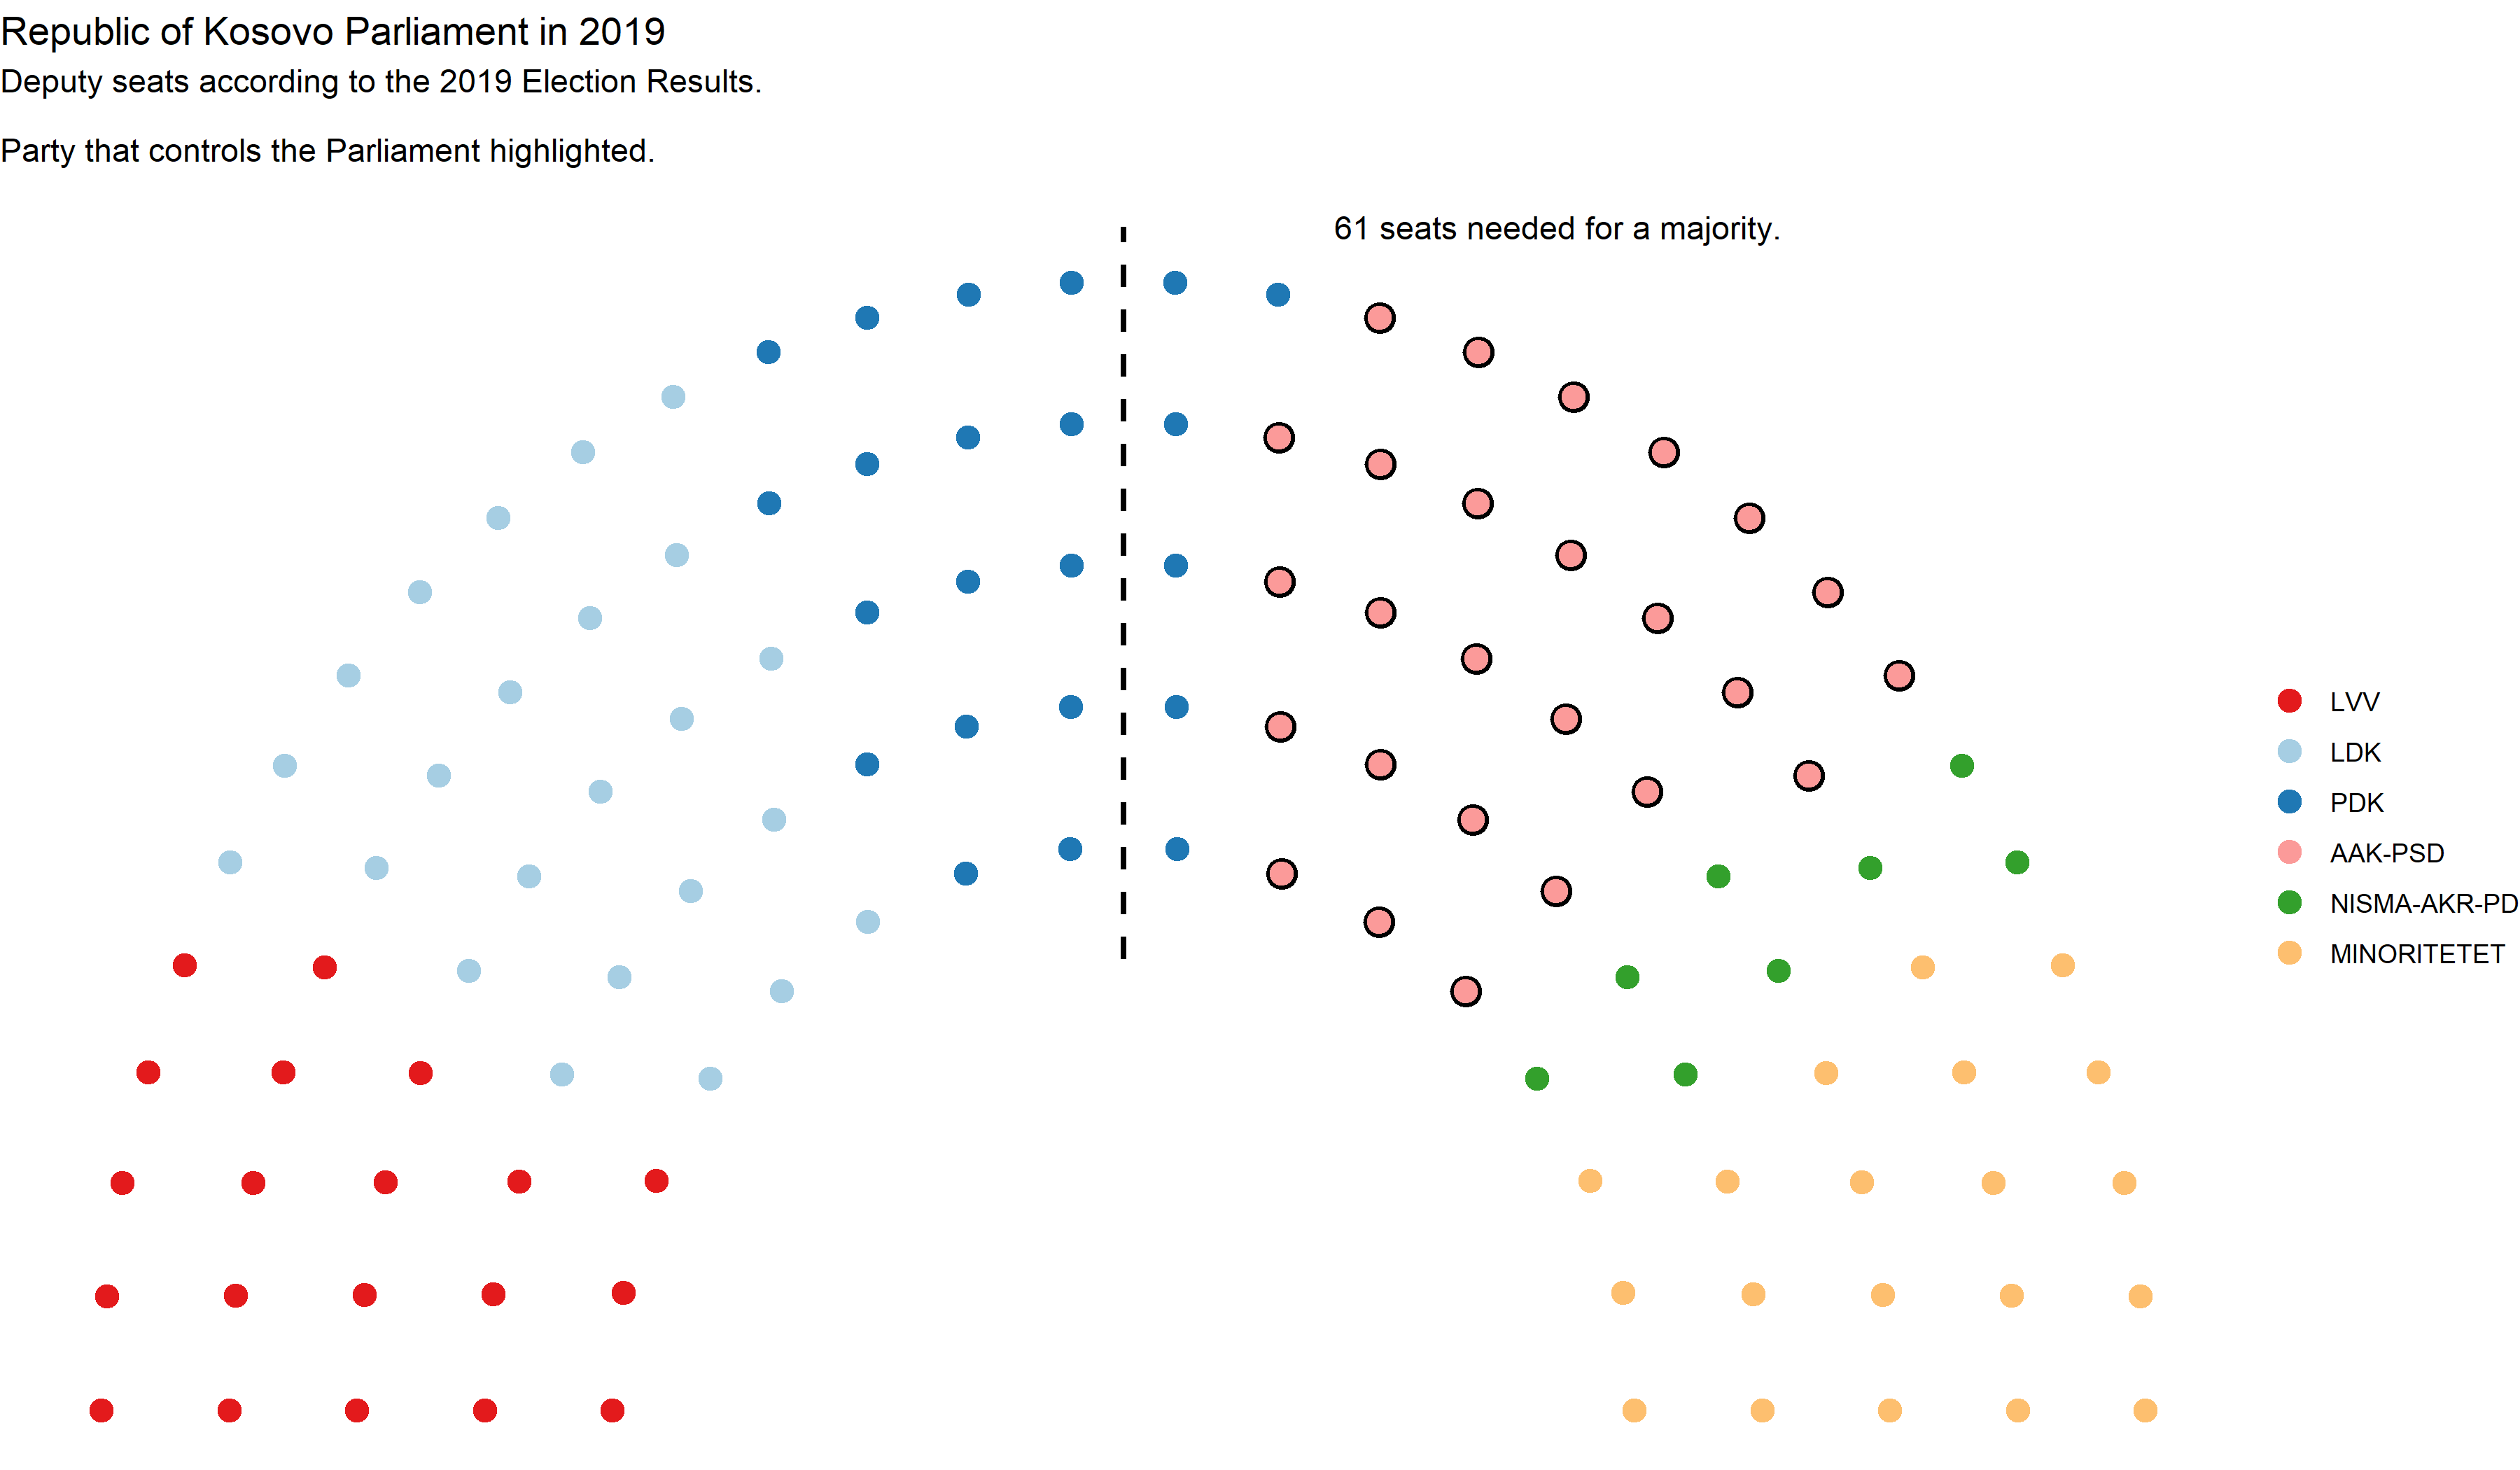 Republic of Kosovo Parliament in 2019
Deputy seats according to the 2019 Election Results.
Party that controls the Parliament highlighted.
61 seats needed for a majority.
LVV
LDK
PDK
AAK-PSD
NISMA-AKR-PD
MINORITETET